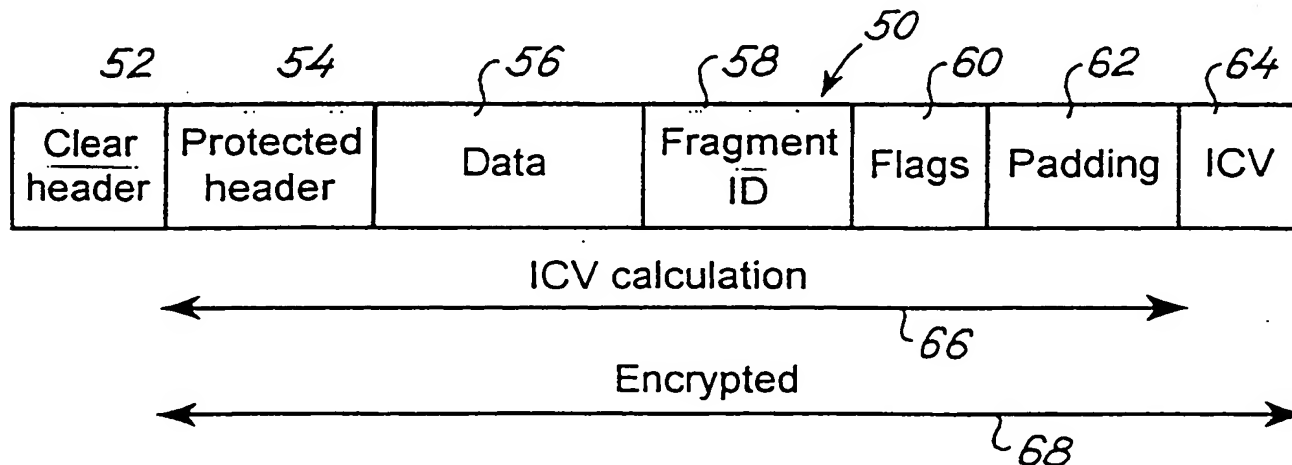 50
52 54 56 58 60 62 64
Clear header Protected header Data Fragment ID Flags Padding ICV
ICV calculation
66
Encrypted
68